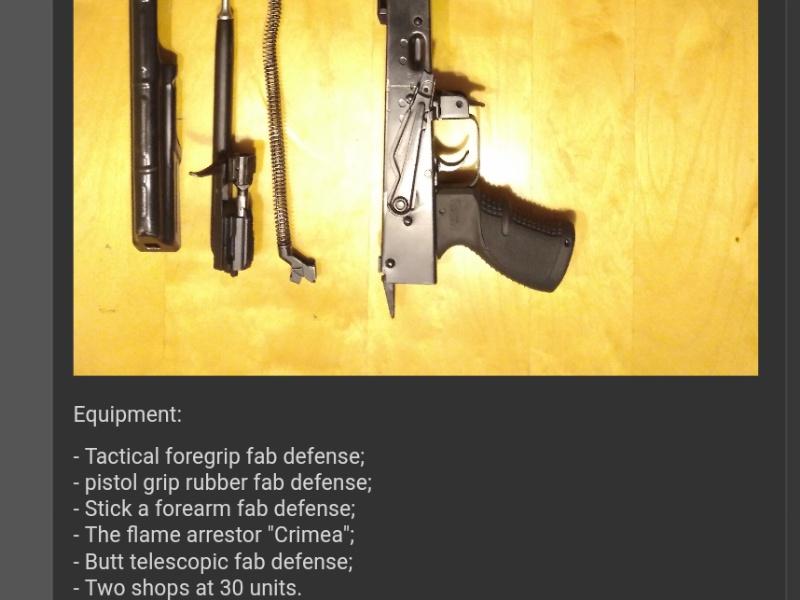 Equipment:
- Tactical foregrip fab defense;
- pistol grip rubber fab defense;
- Stick a forearm fab defense;
- The flame arrestor "Crimea";
- Butt telescopic fab defense;
- Two shops at 30 units.